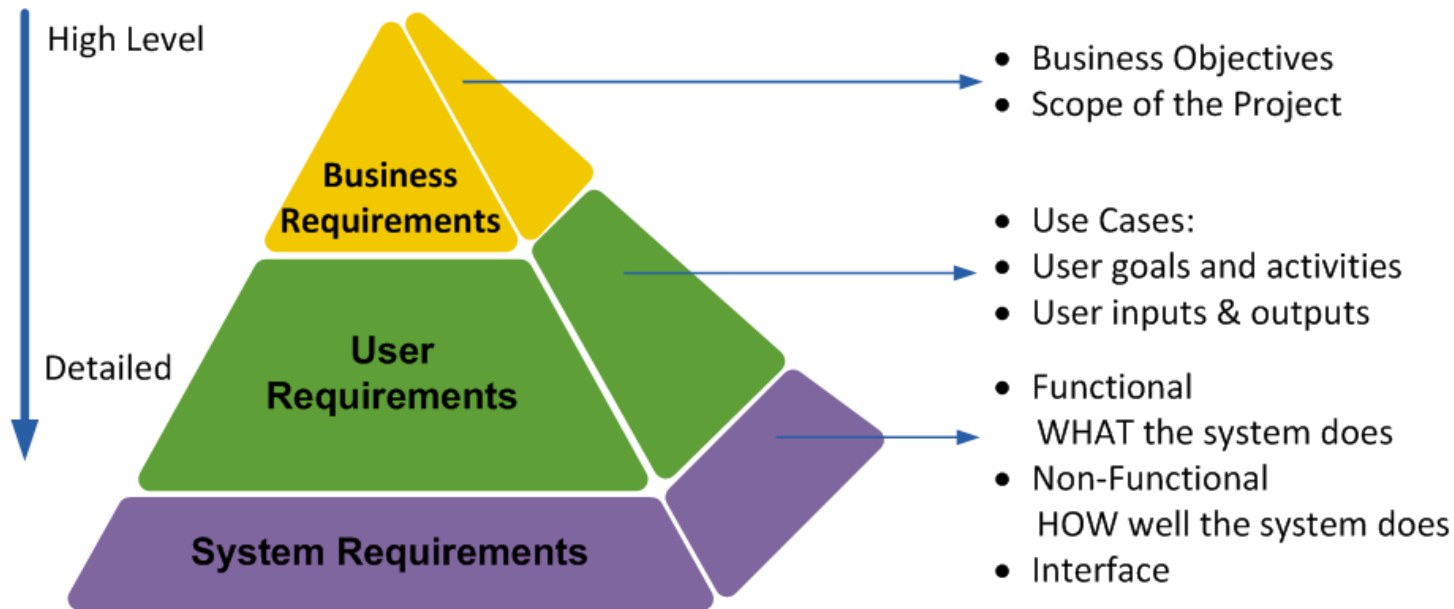 High Level
Detailed
Business
Requirements
User
Requirements
System Requirements
• Business Objectives
• Scope of the Project
• Use Cases:
• User goals and activities
• User inputs & outputs
• Functional
WHAT the system does
• Non-Functional
HOW well the system does
• Interface